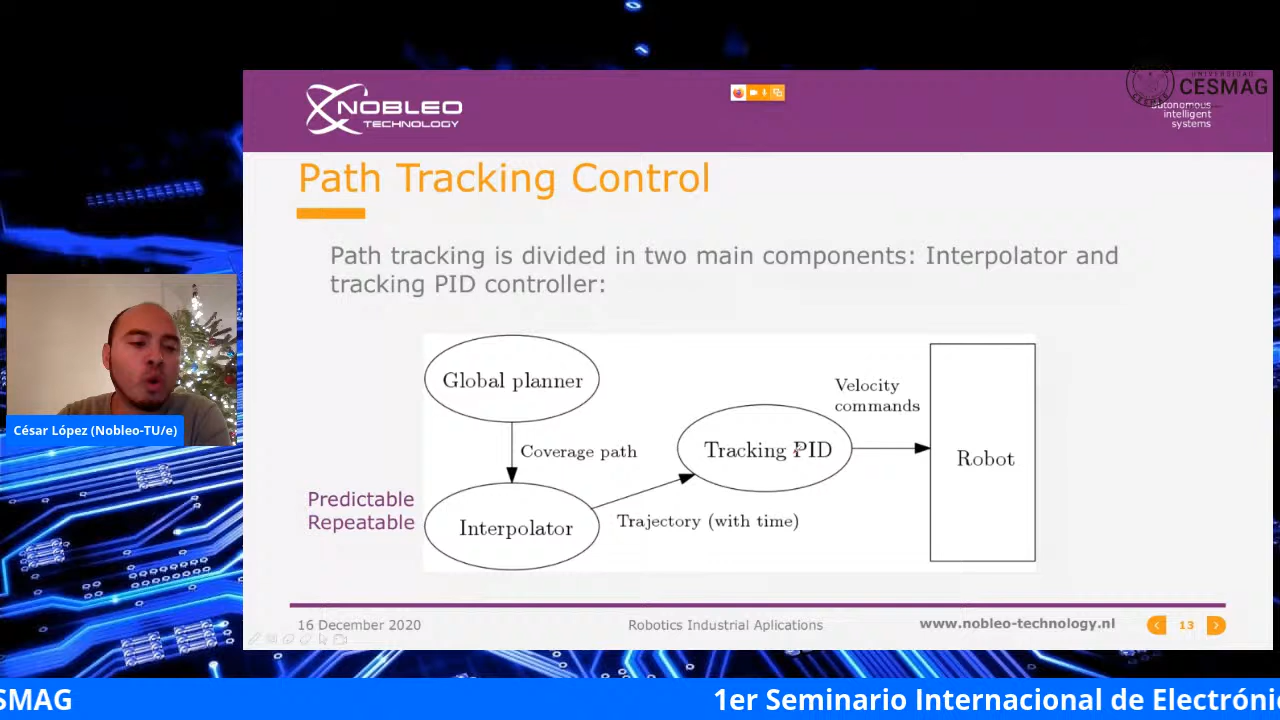 NOBLEO
TECHNOLOGY
UNIVERSIDAD
CESMAG
autonomous
intelligent
systems
Path Tracking Control
Path tracking is divided in two main components: Interpolator and
tracking PID controller:
Global planner
Coverage path
Predictable
Repeatable
Interpolator
Trajectory (with time)
Tracking PID
Velocity
commands
Robot
César López (Nobleo-TU/e)
16 December 2020
Robotics Industrial Aplications
www.nobleo-technology.nl
13
SMAG
1er Seminario Internacional de Electróni